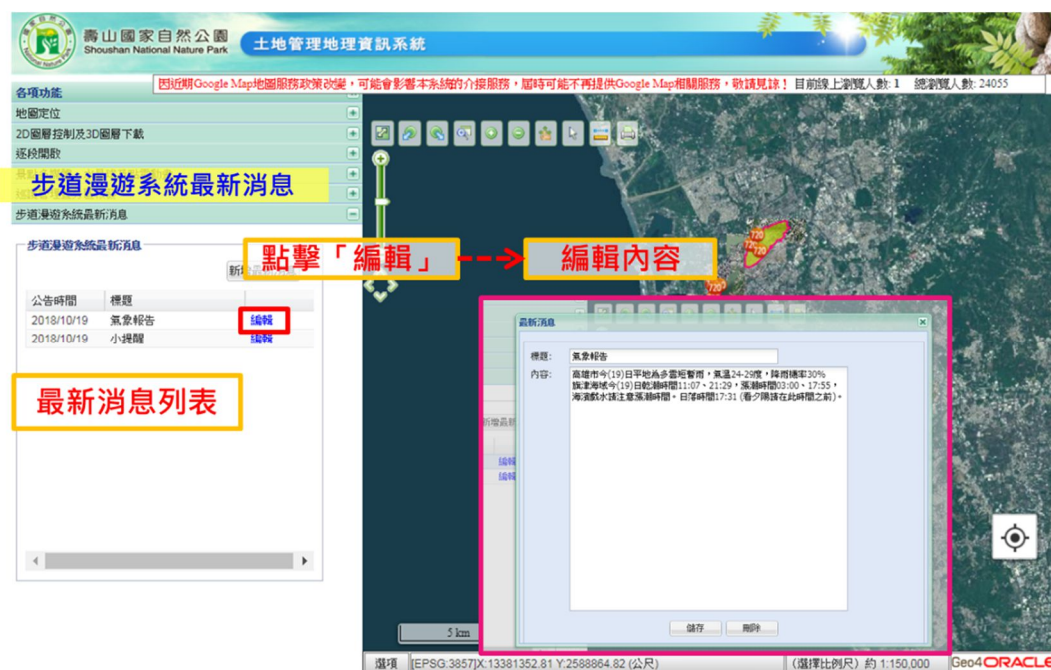 壽山國家自然公園
Shoushan National Nature Park
土地管理地理資訊系統
因近期Google Map地圖服務政策改變，可能會影響本系統的介接服務，屆時可能不再提供Google Map相關服務，敬請見諒！ 目前線上瀏覽人數: 1 總瀏覽人數: 24055
各項功能
地圖定位
2D圖層控制及3D圖層下載
逐段開啟
步道漫遊系統最新消息
步道漫遊系統最新消息
步道漫遊系統最新消息
點擊「編輯」
編輯內容
公告時間 標題
2018/10/19 氣象報告 編輯
2018/10/19 小提醒 編輯
最新消息列表
720
720
720
最新消息
標題: 氣象報告
內容: 高雄市今(19)日平地為多雲短暫雨，氣溫24-29度，降雨機率30%
旗津海域今(19)日乾潮時間11:07、21:29，漲潮時間03:00、17:55，
海濱戲水請注意漲潮時間。日落時間17:31 (看夕陽請在此時間之前)。
編輯
編輯
儲存 刪除
5 km
選項 [EPSG:3857]X:13381352.81 Y:2588864.82 (公尺) (選擇比例尺) 約 1:150,000 Geo4ORACLE